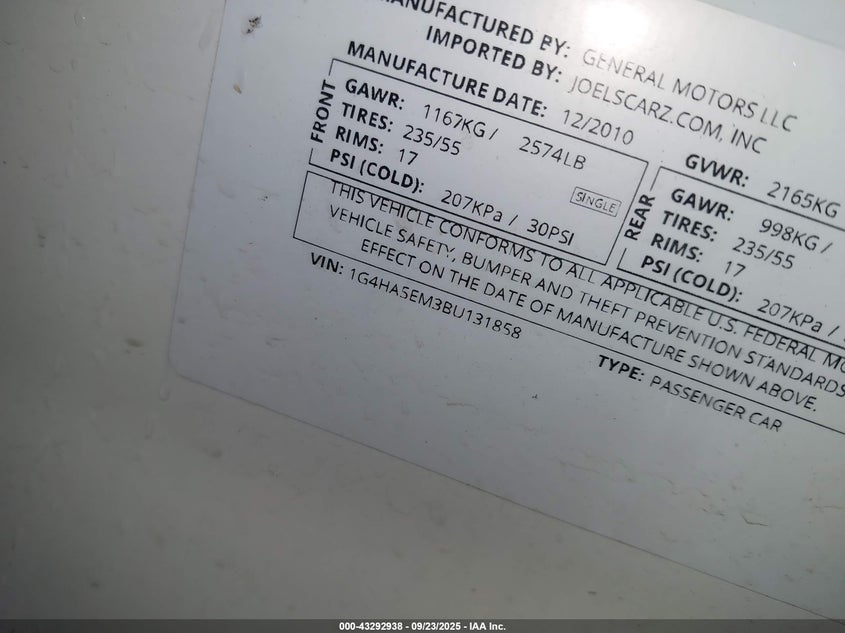 MANUFACTURED BY: GENERAL MOTORS LLC
IMPORTED BY: JOELSCARZ.COM, INC
MANUFACTURE DATE: 12/2010
GVWR: 2165KG
FRONT
GAWR: 1167KG / 2574LB
TIRES: 235/55
RIMS: 17
PSI (COLD): 207KPa / 30PSI
SINGLE
REAR
GAWR: 998KG /
TIRES: 235/55
RIMS: 17
PSI (COLD): 207KPa /
THIS VEHICLE CONFORMS TO ALL APPLICABLE U.S. FEDERAL MO
VEHICLE SAFETY, BUMPER AND THEFT PREVENTION STANDARDS
EFFECT ON THE DATE OF MANUFACTURE SHOWN ABOVE.
VIN: 1G4HA5EM3BU131858
TYPE: PASSENGER CAR
000-43292938 - 09/23/2025 - IAA Inc.